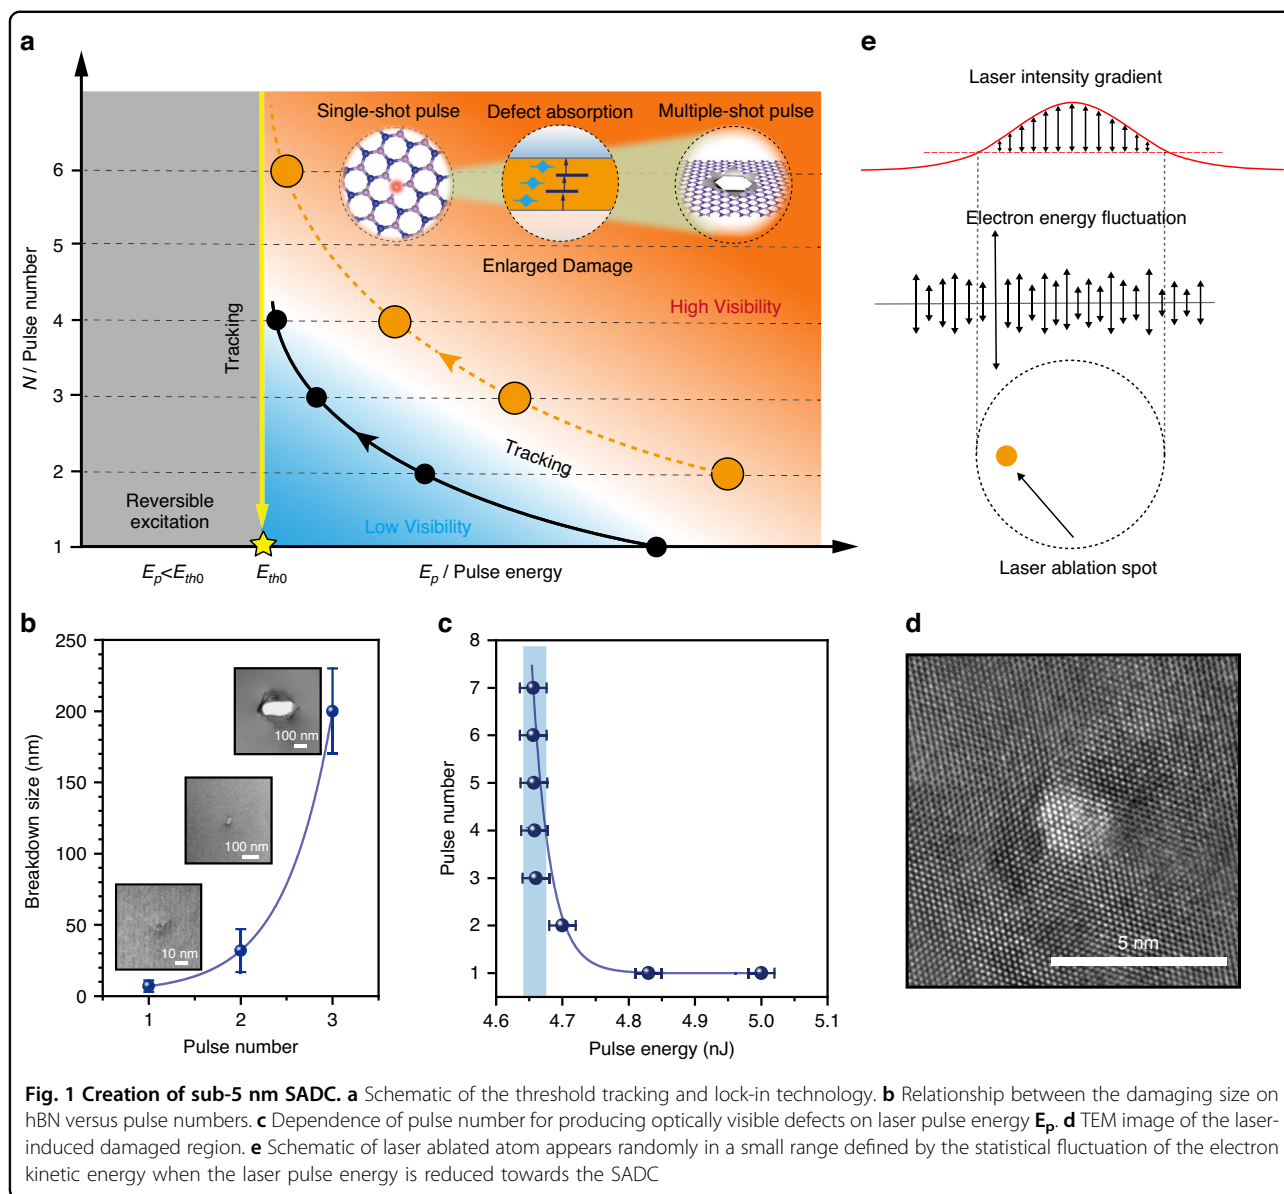 a
Single-shot pulse
Defect absorption
Multiple-shot pulse
Enlarged Damage
High Visibility
Tracking
Tracking
Low Visibility
Reversible
excitation
N / Pulse number
6
5
4
3
2
1
Ep<Eth0
Eth0
Ep / Pulse energy
e
Laser intensity gradient
Electron energy fluctuation
Laser ablation spot
b
Breakdown size (nm)
250
200
150
100
50
0
100 nm
100 nm
10 nm
1
2
3
Pulse number
c
Pulse number
8
7
6
5
4
3
2
1
4.6
4.7
4.8
4.9
5.0
5.1
Pulse energy (nJ)
d
5 nm
Fig. 1 Creation of sub-5 nm SADC. a Schematic of the threshold tracking and lock-in technology. b Relationship between the damaging size on
hBN versus pulse numbers. c Dependence of pulse number for producing optically visible defects on laser pulse energy Ep. d TEM image of the laser-
induced damaged region. e Schematic of laser ablated atom appears randomly in a small range defined by the statistical fluctuation of the electron
kinetic energy when the laser pulse energy is reduced towards the SADC